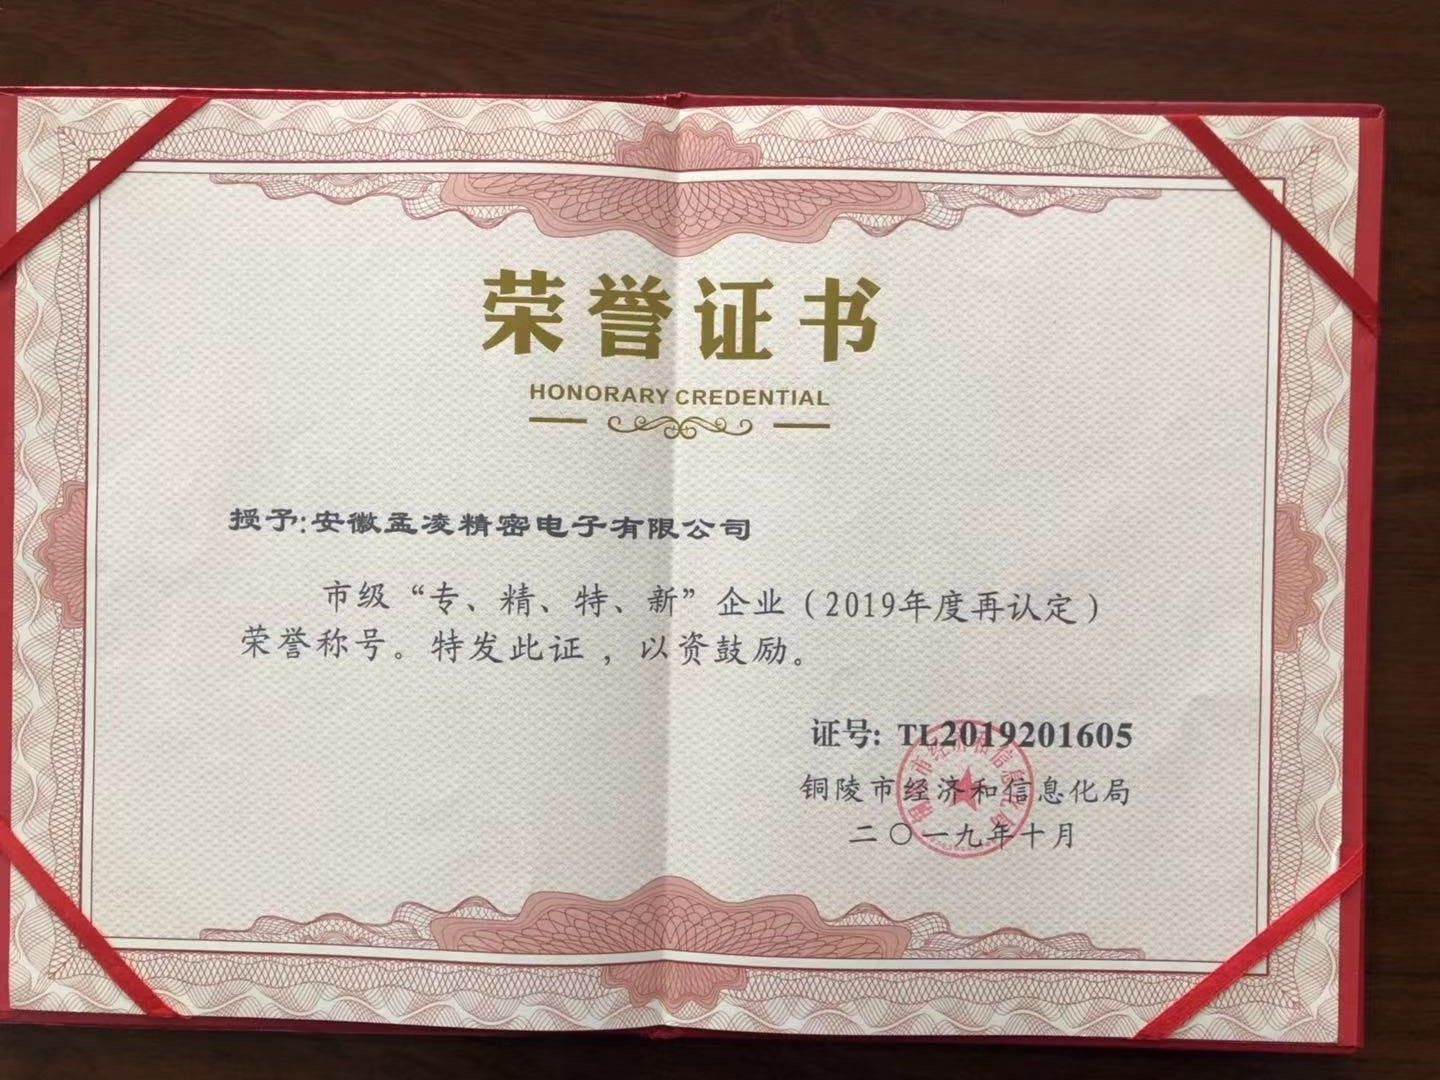 荣誉证书
HONORARY CREDENTIAL
授予:安徽孟凌精密电子有限公司
市级“专、精、特、新”企业（2019年度再认定）
荣誉称号。特发此证，以资鼓励。
证号: TL2019201605
铜陵市经济和信息化局
二〇一九年十月